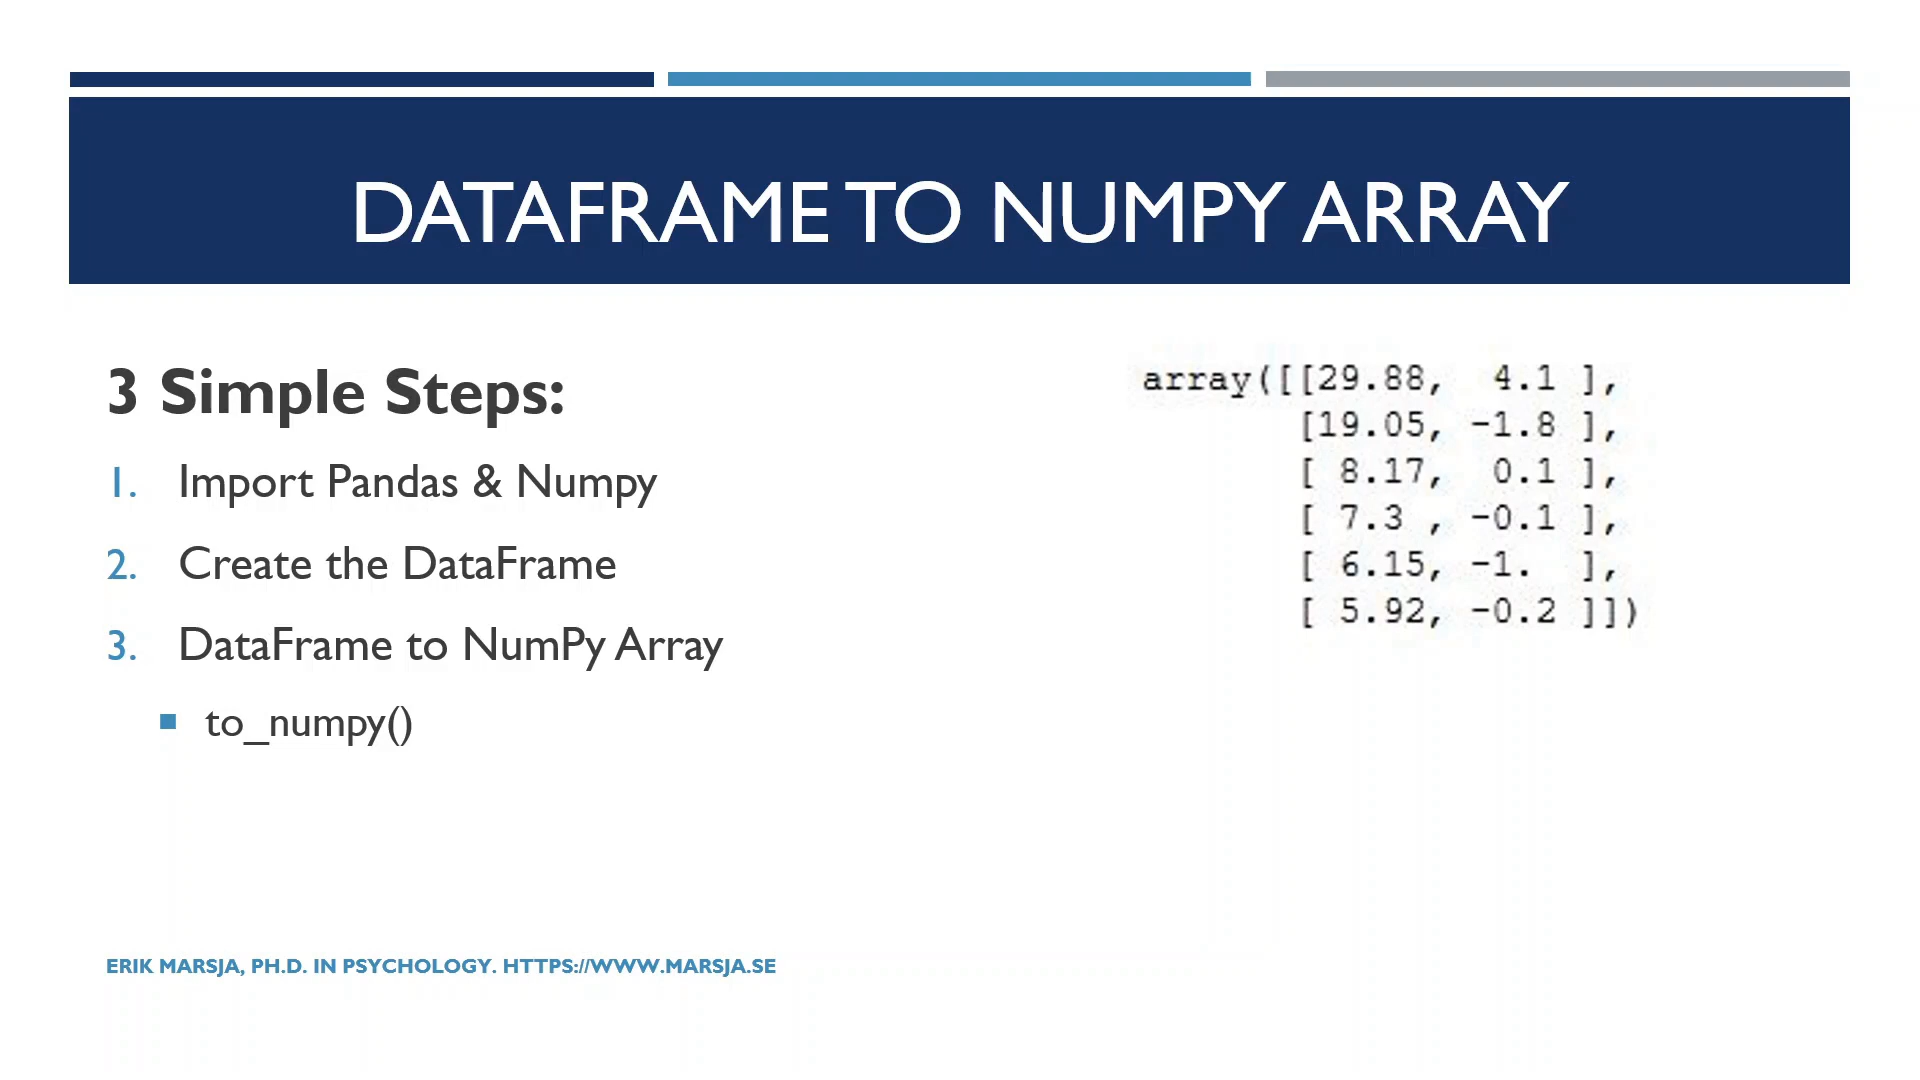 DATAFRAME TO NUMPY ARRAY
3 Simple Steps:
1. Import Pandas & Numpy
2. Create the DataFrame
3. DataFrame to NumPy Array
▪ to_numpy()
array([[29.88,  4.1 ],
       [19.05, -1.8 ],
       [ 8.17,  0.1 ],
       [ 7.3 , -0.1 ],
       [ 6.15, -1.  ],
       [ 5.92, -0.2 ]])
ERIK MARSJA, PH.D. IN PSYCHOLOGY. HTTPS://WWW.MARSJA.SE